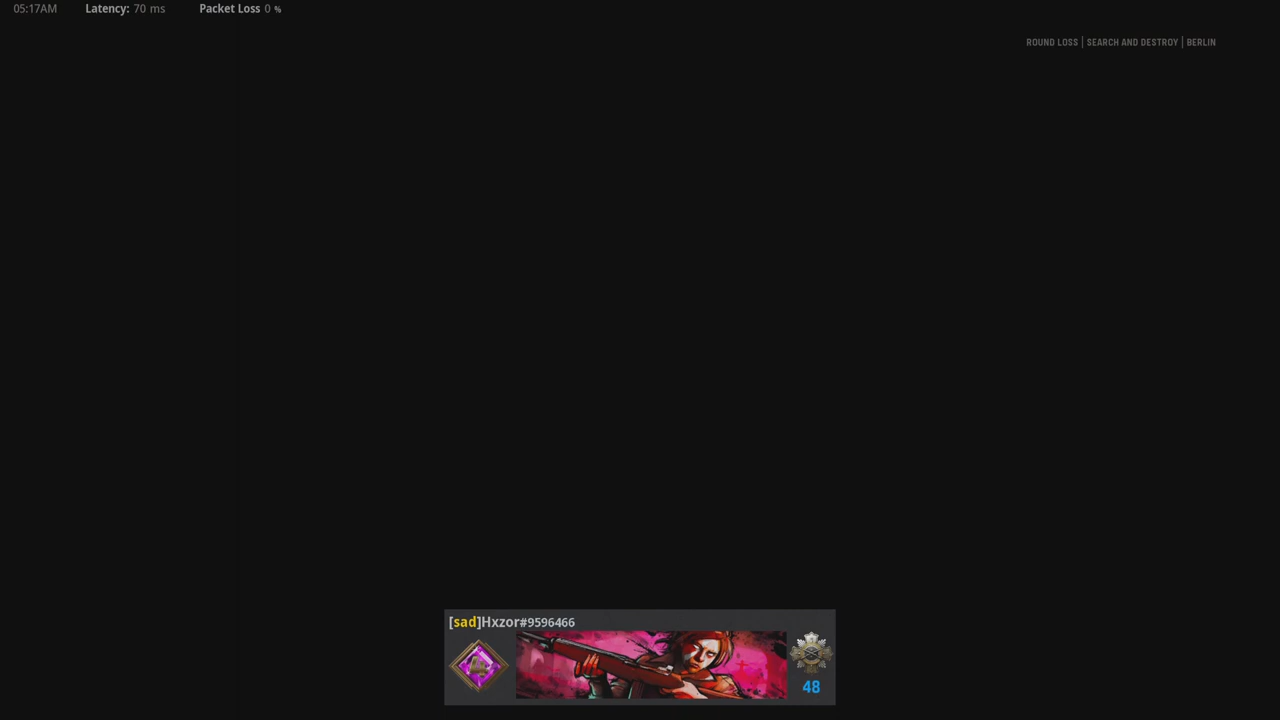 05:17AM Latency: 70 ms Packet Loss 0 %
ROUND LOSS | SEARCH AND DESTROY | BERLIN
[sad]Hxzor#9596466
48